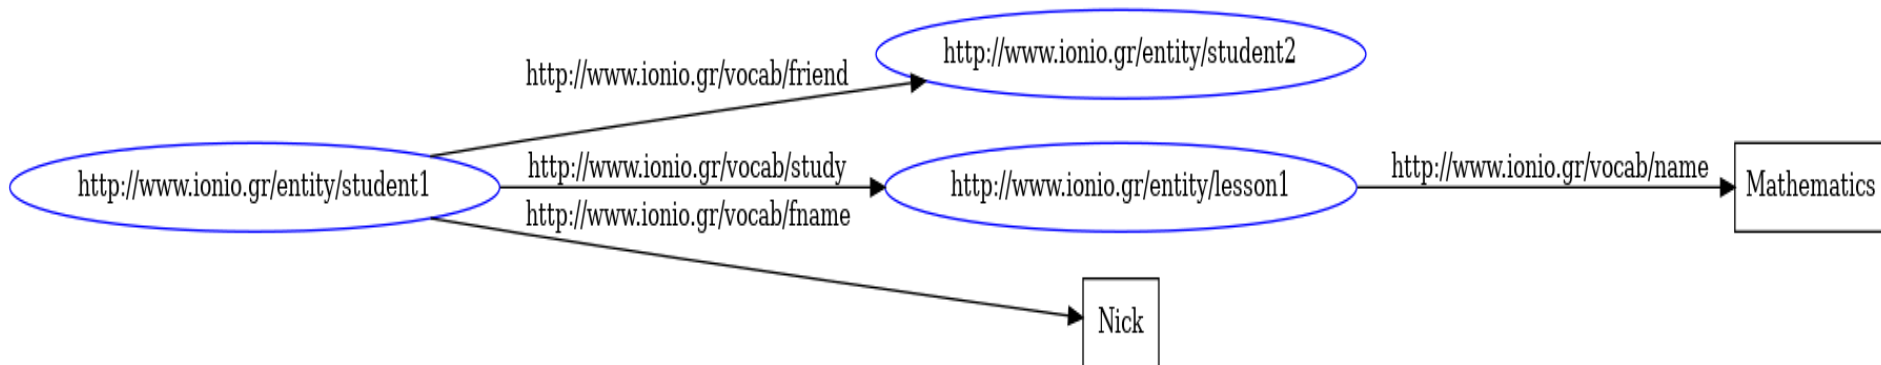 http://www.ionio.gr/entity/student2
http://www.ionio.gr/vocab/friend
http://www.ionio.gr/entity/student1
http://www.ionio.gr/vocab/study
http://www.ionio.gr/entity/lesson1
http://www.ionio.gr/vocab/name
Mathematics
http://www.ionio.gr/vocab/fname
Nick